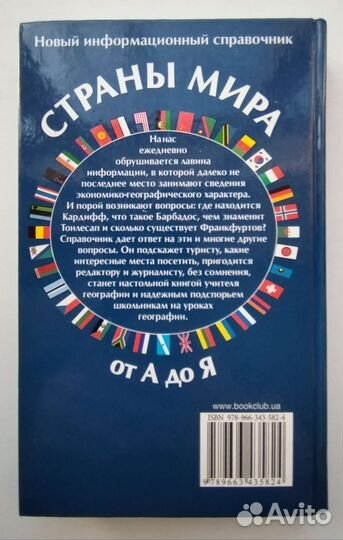 Новый информационный справочник
СТРАНЫ МИРА
На нас
ежедневно
обрушивается лавина
информации, в которой далеко не
последнее место занимают сведения
экономико-географического характера.
И порой возникают вопросы: где находится
Кардифф, что такое Барбадос, чем знаменит
Тонлесап и сколько существует Франкфуртов?
Справочник дает ответ на эти и многие другие
вопросы. Он подскажет туристу, какие
интересные места посетить, пригодится
редактору и журналисту, без сомнения,
станет настольной книгой учителя
географии и надежным подспорьем
школьникам на уроках
географии.
от А до Я
www.bookclub.ua
ISBN 978-966-343-582-4
9 789663 435824
Avito